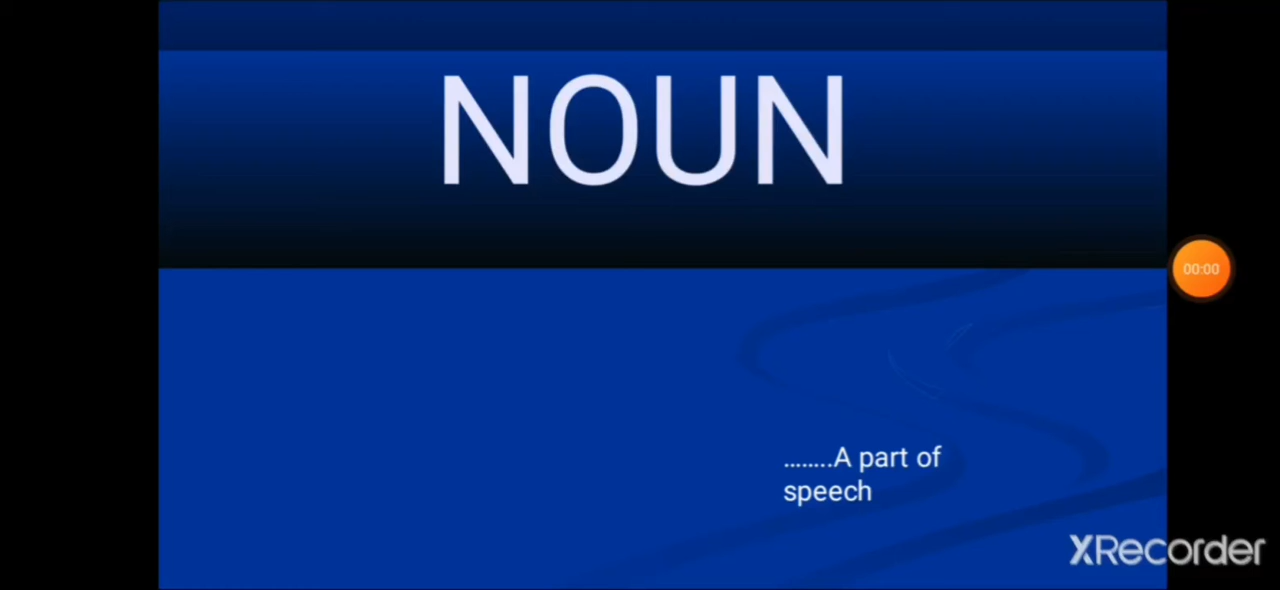 NOUN
00:00
........A part of
speech
XRecorder